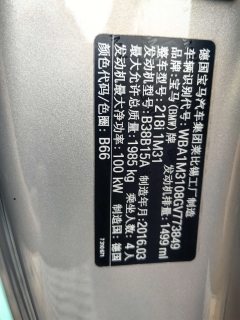 德国宝马汽车集团莱比锡工厂制造
车辆识别代号: WBA1M3108GV773849
品牌: 宝马(BMW)牌 发动机排量: 1499 ml
整车型号: 218i 1M31
发动机型号: B38B15A 制造年月: 2016.03
最大允许总质量: 1985 kg 乘坐人数: 4人
发动机最大净功率: 100 kW 制造国: 德国
颜色代码/色圈: B66